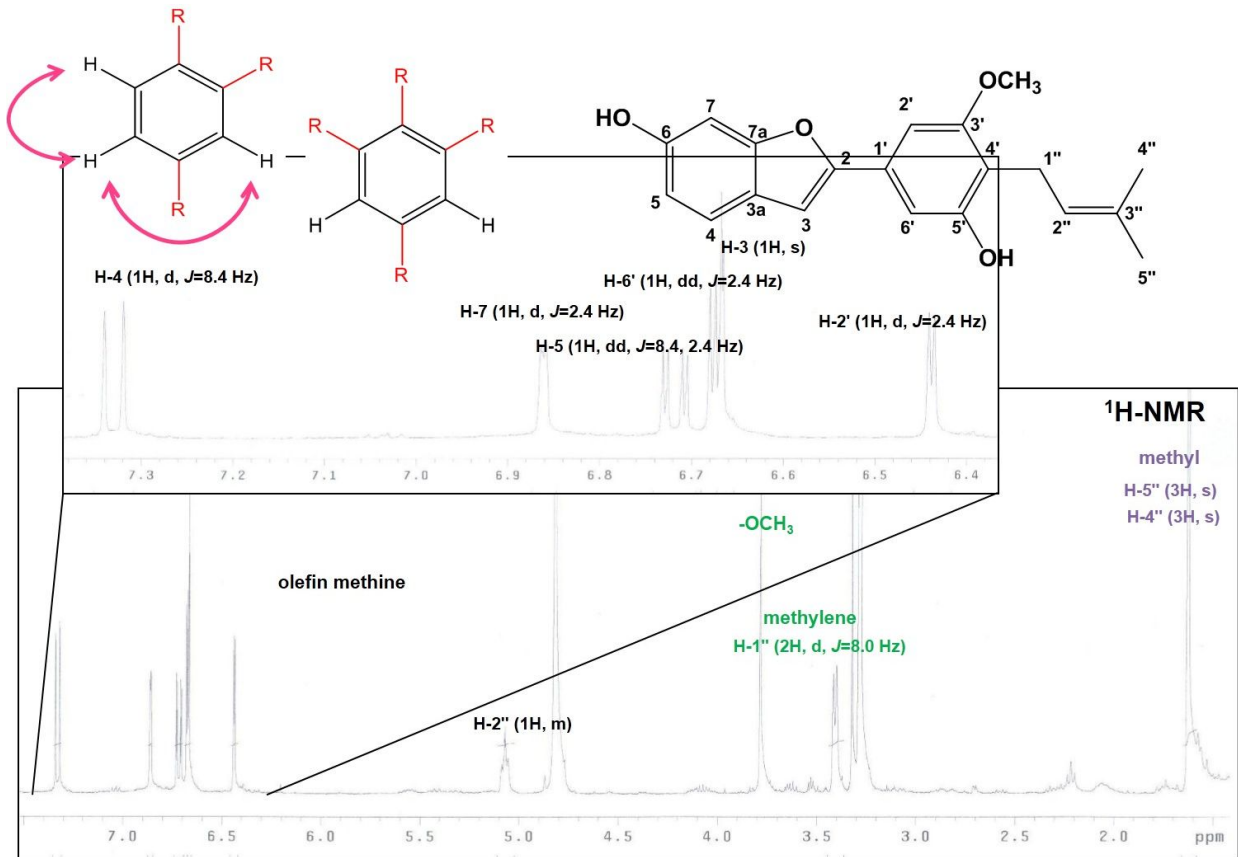 R
R
H
H
H
R
R
R
R
H
H
R
HO
7
6
7a
O
2
5
3a
4
3
OCH3
2'
3'
1'
4'
1''
4''
6'
5'
2''
3''
OH
5''
H-3 (1H, s)
H-4 (1H, d, J=8.4 Hz)
H-6' (1H, dd, J=2.4 Hz)
H-7 (1H, d, J=2.4 Hz)
H-2' (1H, d, J=2.4 Hz)
H-5 (1H, dd, J=8.4, 2.4 Hz)
7.3 7.2 7.1 7.0 6.9 6.8 6.7 6.6 6.5 6.4
¹H-NMR
methyl
H-5'' (3H, s)
H-4'' (3H, s)
-OCH3
olefin methine
methylene
H-1'' (2H, d, J=8.0 Hz)
H-2'' (1H, m)
7.0 6.5 6.0 5.5 5.0 4.5 4.0 3.5 3.0 2.5 2.0 ppm